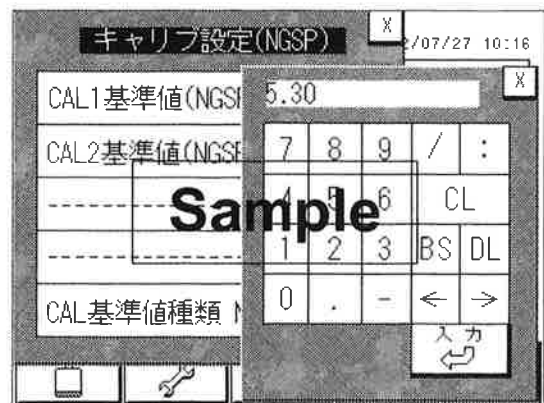 キャリブ設定(NGSP)
X
2/07/27 10:16
X
CAL1基準値(NGSP
5.30
CAL2基準値(NGSP
7 8 9 / :
4 5 6 CL
Sample
1 2 3 BS DL
0 . - ← →
CAL基準値種類 N
入力